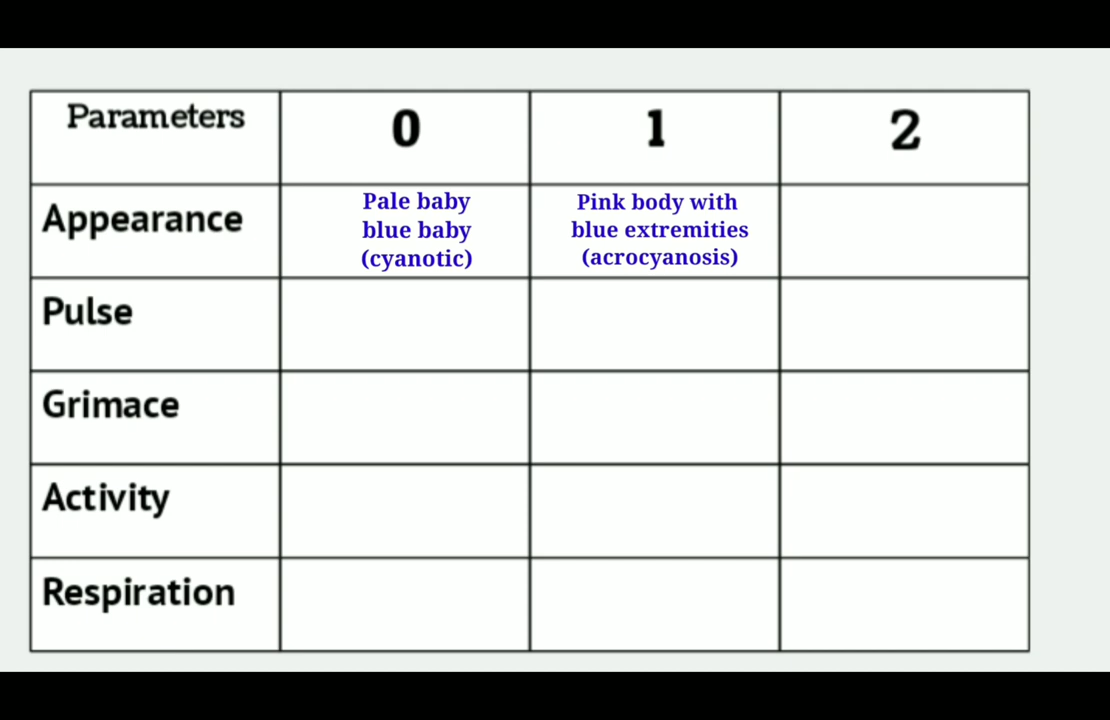 Parameters 0 1 2
Appearance
Pale baby
blue baby
(cyanotic)
Pink body with
blue extremities
(acrocyanosis)
Pulse
Grimace
Activity
Respiration